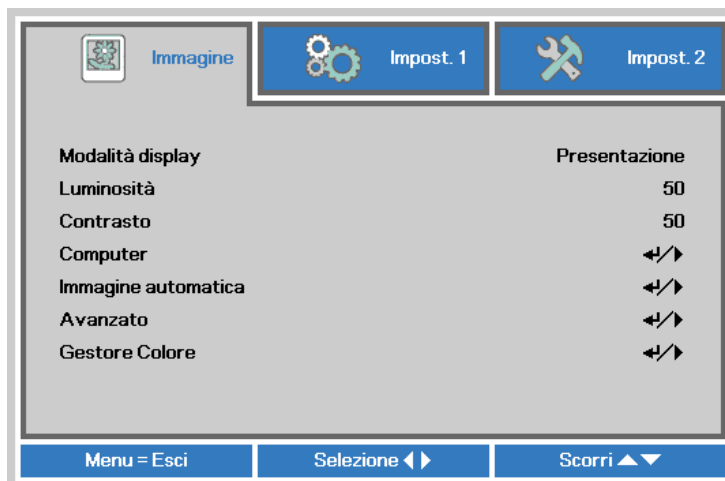 Immagine Impost. 1 Impost. 2
Modalità display Presentazione
Luminosità 50
Contrasto 50
Computer
Immagine automatica
Avanzato
Gestore Colore
Menu = Esci Selezione Scorri